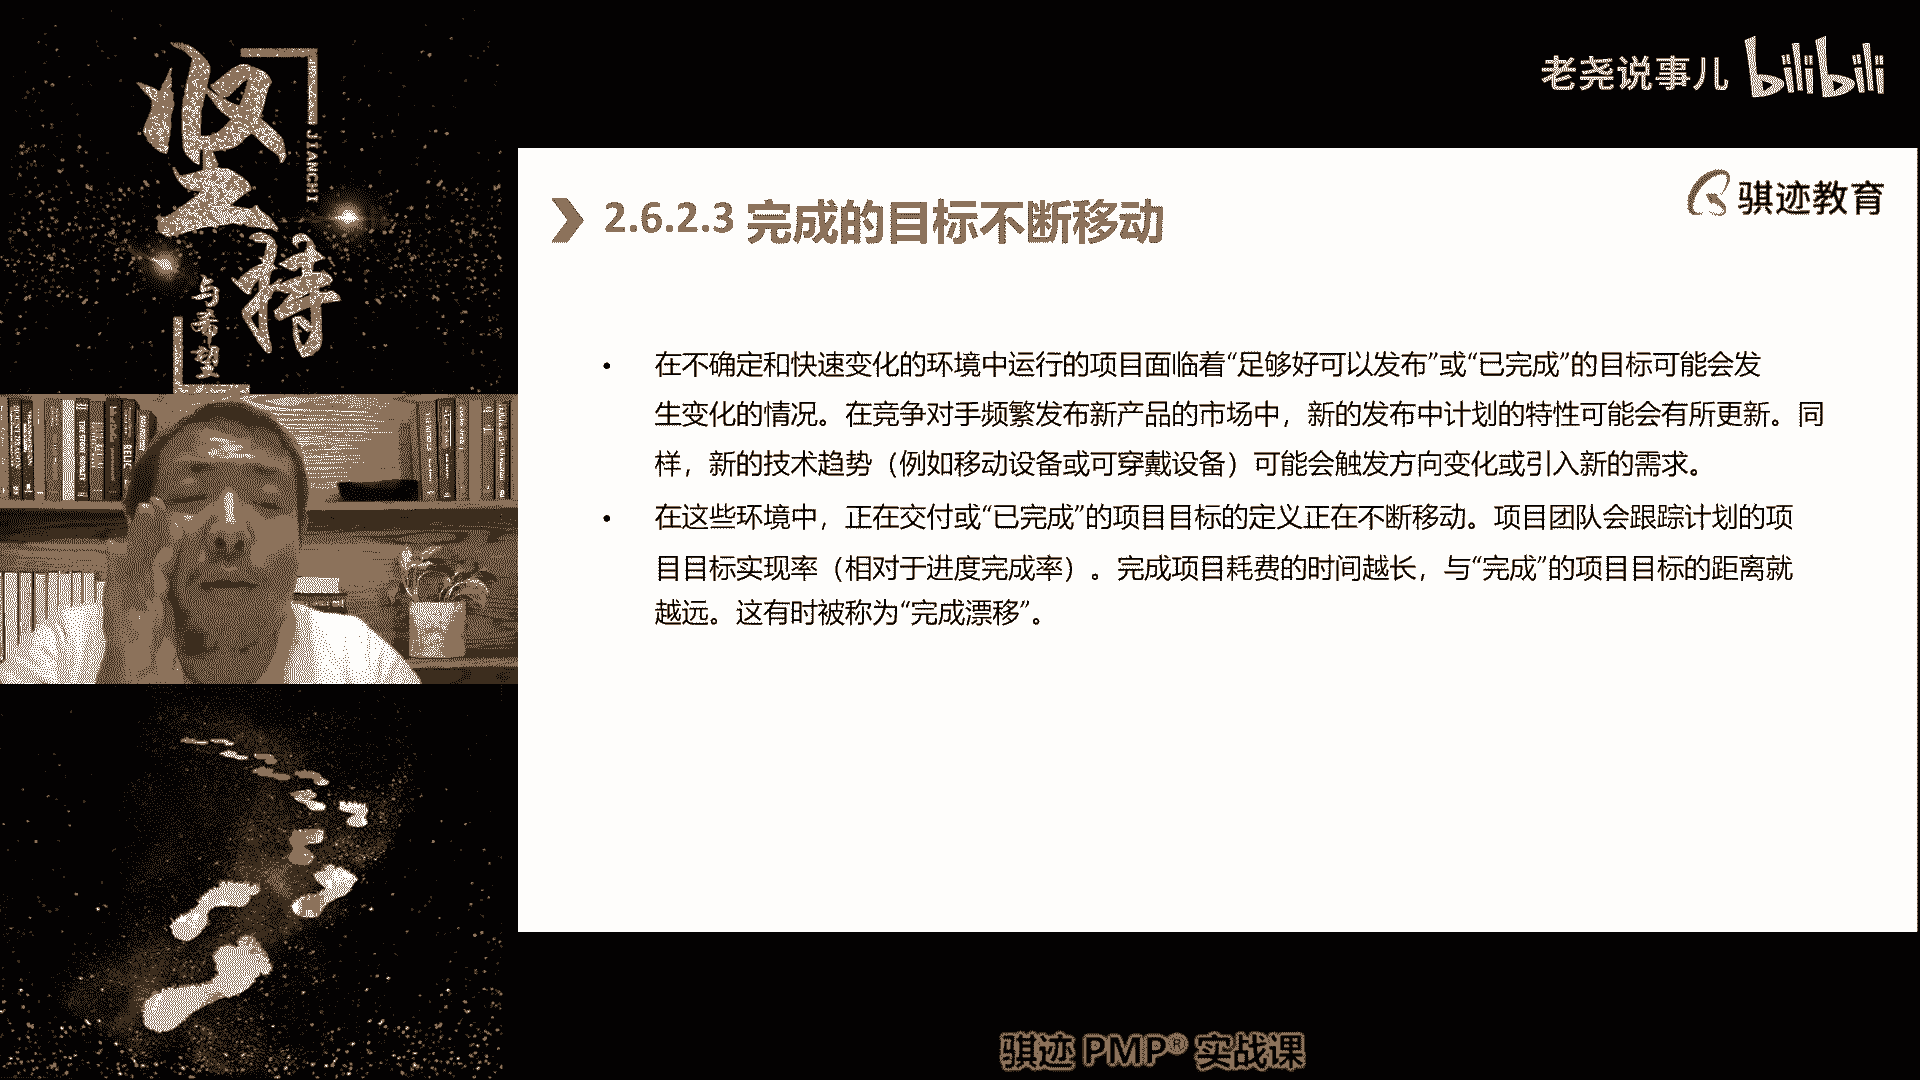 坚持
JIANCHI
与希望
老尧说事儿 bilibili
骐迹教育
2.6.2.3 完成的目标不断移动
• 在不确定和快速变化的环境中运行的项目面临着“足够好可以发布”或“已完成”的目标可能会发
生变化的情况。在竞争对手频繁发布新产品的市场中，新的发布中计划的特性可能会有所更新。同
样，新的技术趋势（例如移动设备或可穿戴设备）可能会触发方向变化或引入新的需求。
• 在这些环境中，正在交付或“已完成”的项目目标的定义正在不断移动。项目团队会跟踪计划的项
目目标实现率（相对于进度完成率）。完成项目耗费的时间越长，与“完成”的项目目标的距离就
越远。这有时被称为“完成漂移”。
骐迹 PMP® 实战课